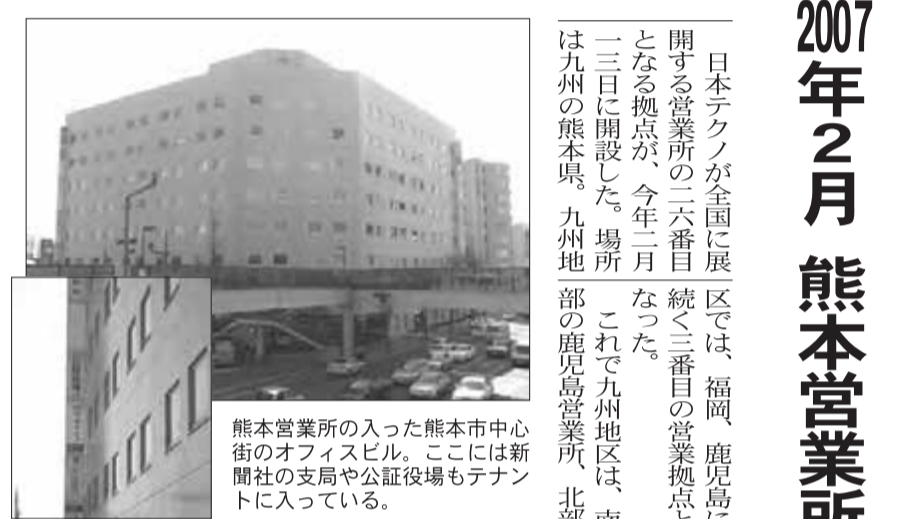 2007年2月 熊本営業所
日本テクノが全国に展
開する営業所の二六番目
となる拠点が、今年二月
一三日に開設した。場所
は九州の熊本県。九州地
区では、福岡、鹿児島に
続く三番目の営業拠点と
なった。
これで九州地区は、南
部の鹿児島営業所、北部
熊本営業所の入った熊本市中心
街のオフィスビル。ここには新
聞社の支局や公証役場もテナン
トに入っている。